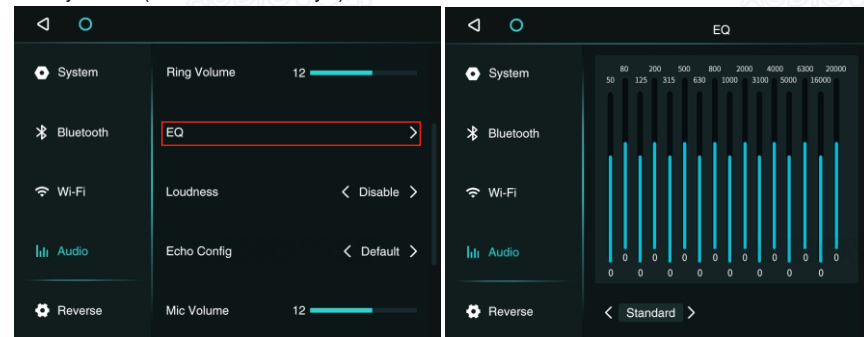 EQ
System
Ring Volume 12
System
80 200 500 800 2000 4000 6300 20000
50 125 315 630 1000 3100 5000 16000
Bluetooth
EQ
Bluetooth
Wi-Fi
Loudness
Disable
Wi-Fi
Audio
Echo Config
Default
Audio
0 0 0 0 0 0 0 0
0 0 0 0 0 0 0 0
Reverse
Mic Volume 12
Reverse
Standard